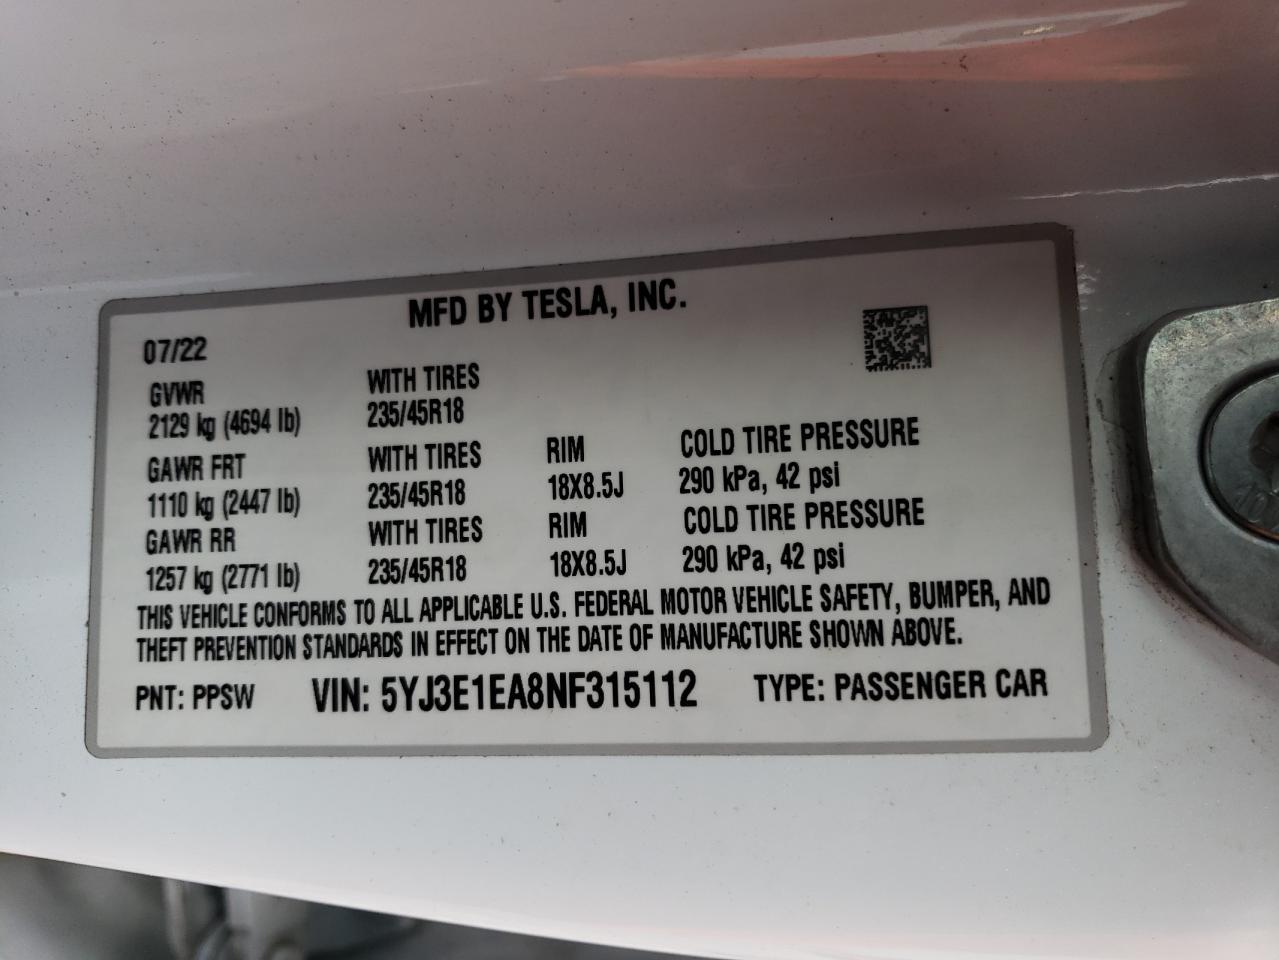 MFD BY TESLA, INC.
07/22
GVWR WITH TIRES
2129 kg (4694 lb) 235/45R18
GAWR FRT WITH TIRES RIM COLD TIRE PRESSURE
1110 kg (2447 lb) 235/45R18 18X8.5J 290 kPa, 42 psi
GAWR RR WITH TIRES RIM COLD TIRE PRESSURE
1257 kg (2771 lb) 235/45R18 18X8.5J 290 kPa, 42 psi
THIS VEHICLE CONFORMS TO ALL APPLICABLE U.S. FEDERAL MOTOR VEHICLE SAFETY, BUMPER, AND
THEFT PREVENTION STANDARDS IN EFFECT ON THE DATE OF MANUFACTURE SHOWN ABOVE.
PNT: PPSW VIN: 5YJ3E1EA8NF315112 TYPE: PASSENGER CAR